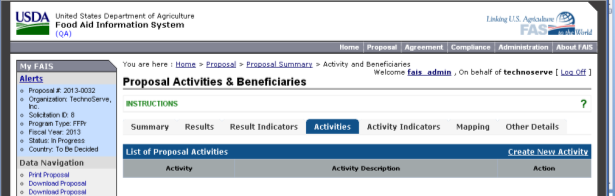 USDA United States Department of Agriculture
Food Aid Information System
(QA)
Linking U.S. Agriculture
FAS
to the World
Home Proposal Agreement Compliance Administration About FAIS
My FAIS
Alerts
Proposal #: 2013-0032
Organization: TechnoServe,
Inc.
Solicitation ID: 8
Program Type: FFPr
Fiscal Year: 2013
Status: In Progress
Country: To Be Decided
Data Navigation
Print Proposal
Download Proposal
Download Proposal
You are here : Home > Proposal > Proposal Summary > Activity and Beneficiaries
Welcome fais_admin , On behalf of technoserve [ Log Off ]
Proposal Activities & Beneficiaries
INSTRUCTIONS ?
Summary Results Result Indicators Activities Activity Indicators Mapping Other Details
List of Proposal Activities Create New Activity
Activity Activity Description Action